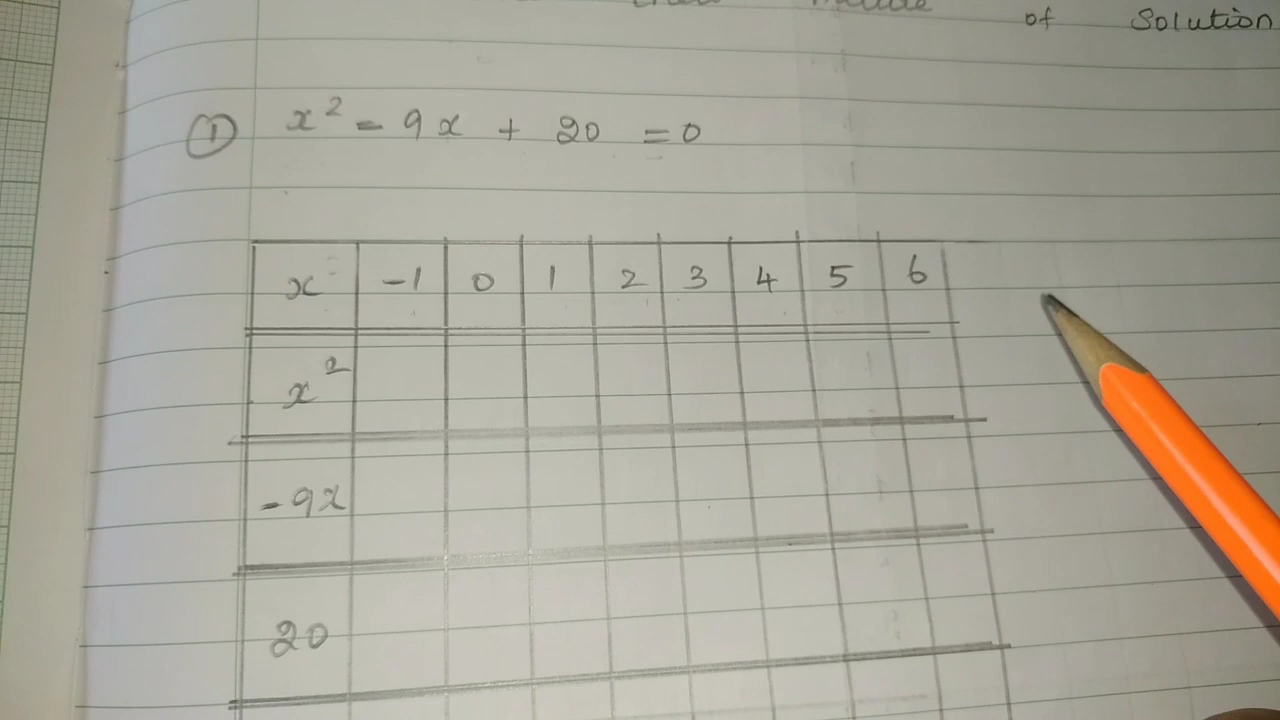 of Solution
① x² - 9x + 20 = 0
x -1 0 1 2 3 4 5 6
x²
-9x
20